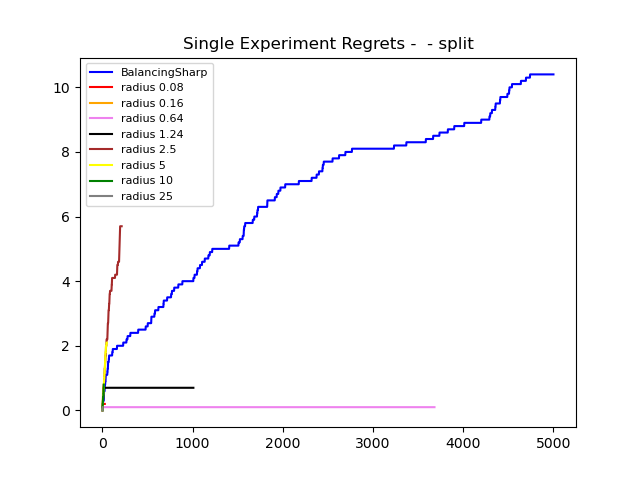 Single Experiment Regrets -  - split
BalancingSharp
radius 0.08
radius 0.16
radius 0.64
radius 1.24
radius 2.5
radius 5
radius 10
radius 25
10
8
6
4
2
0
0 1000 2000 3000 4000 5000